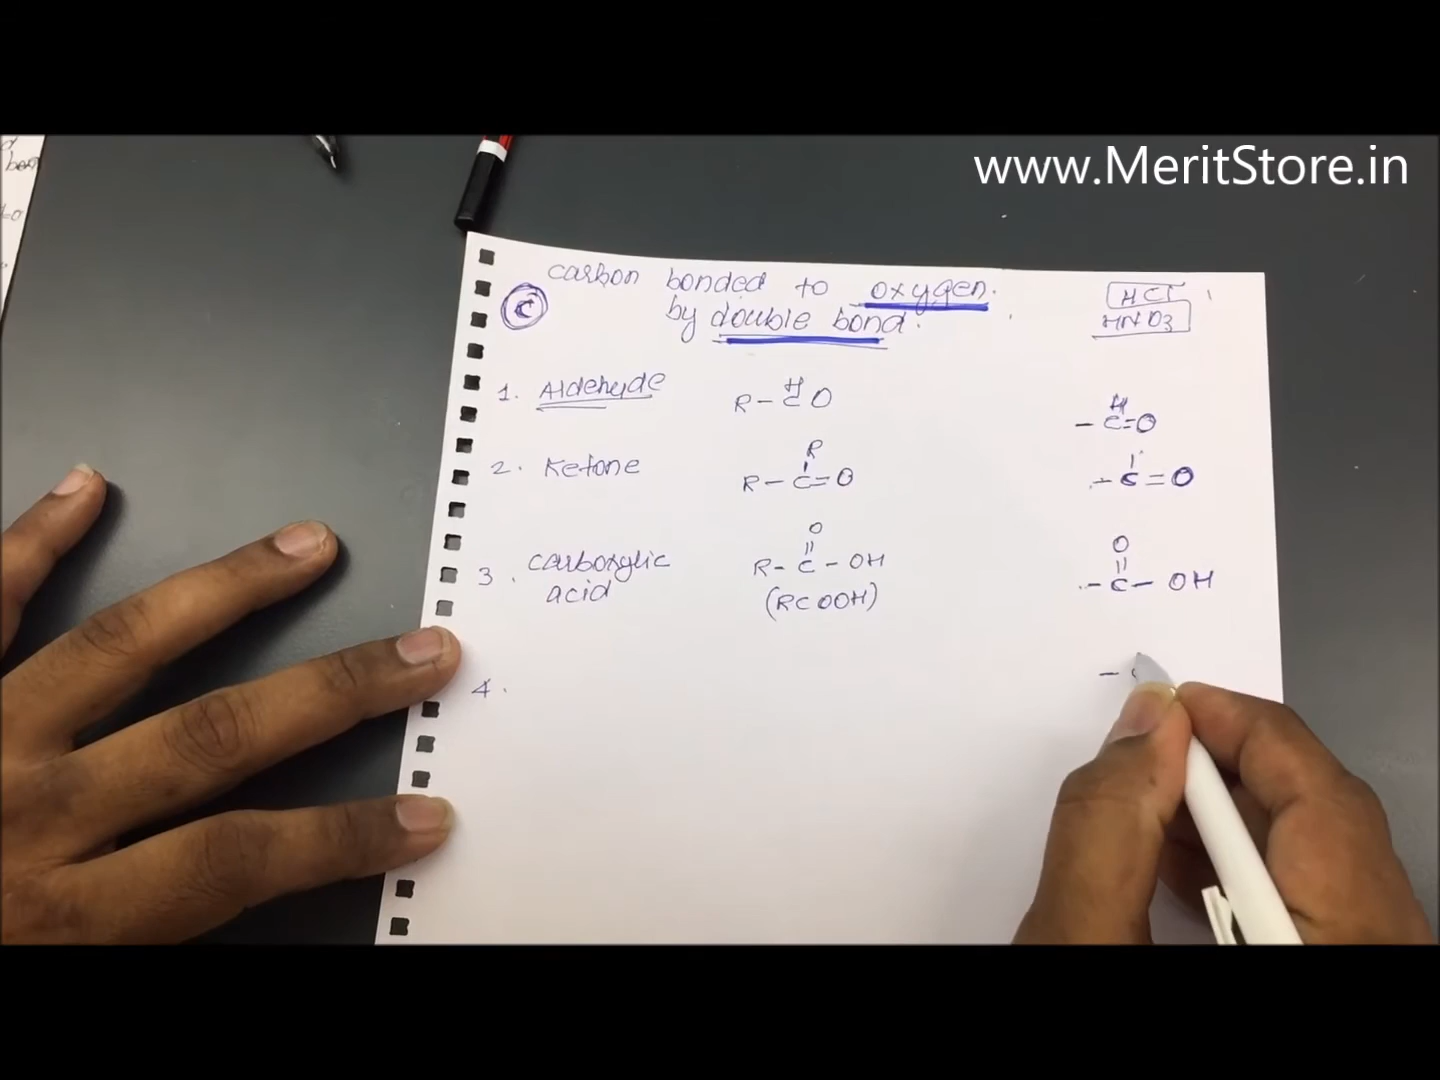 www.MeritStore.in
carbon bonded to oxygen.
C by double bond.
HCl
HNO3
1. Aldehyde
H
R - C O
H
- C = O
2. Ketone
R
R - C = O
- C = O
3. carboxylic acid
O
R - C - OH
(RCOOH)
O
- C - OH
4.